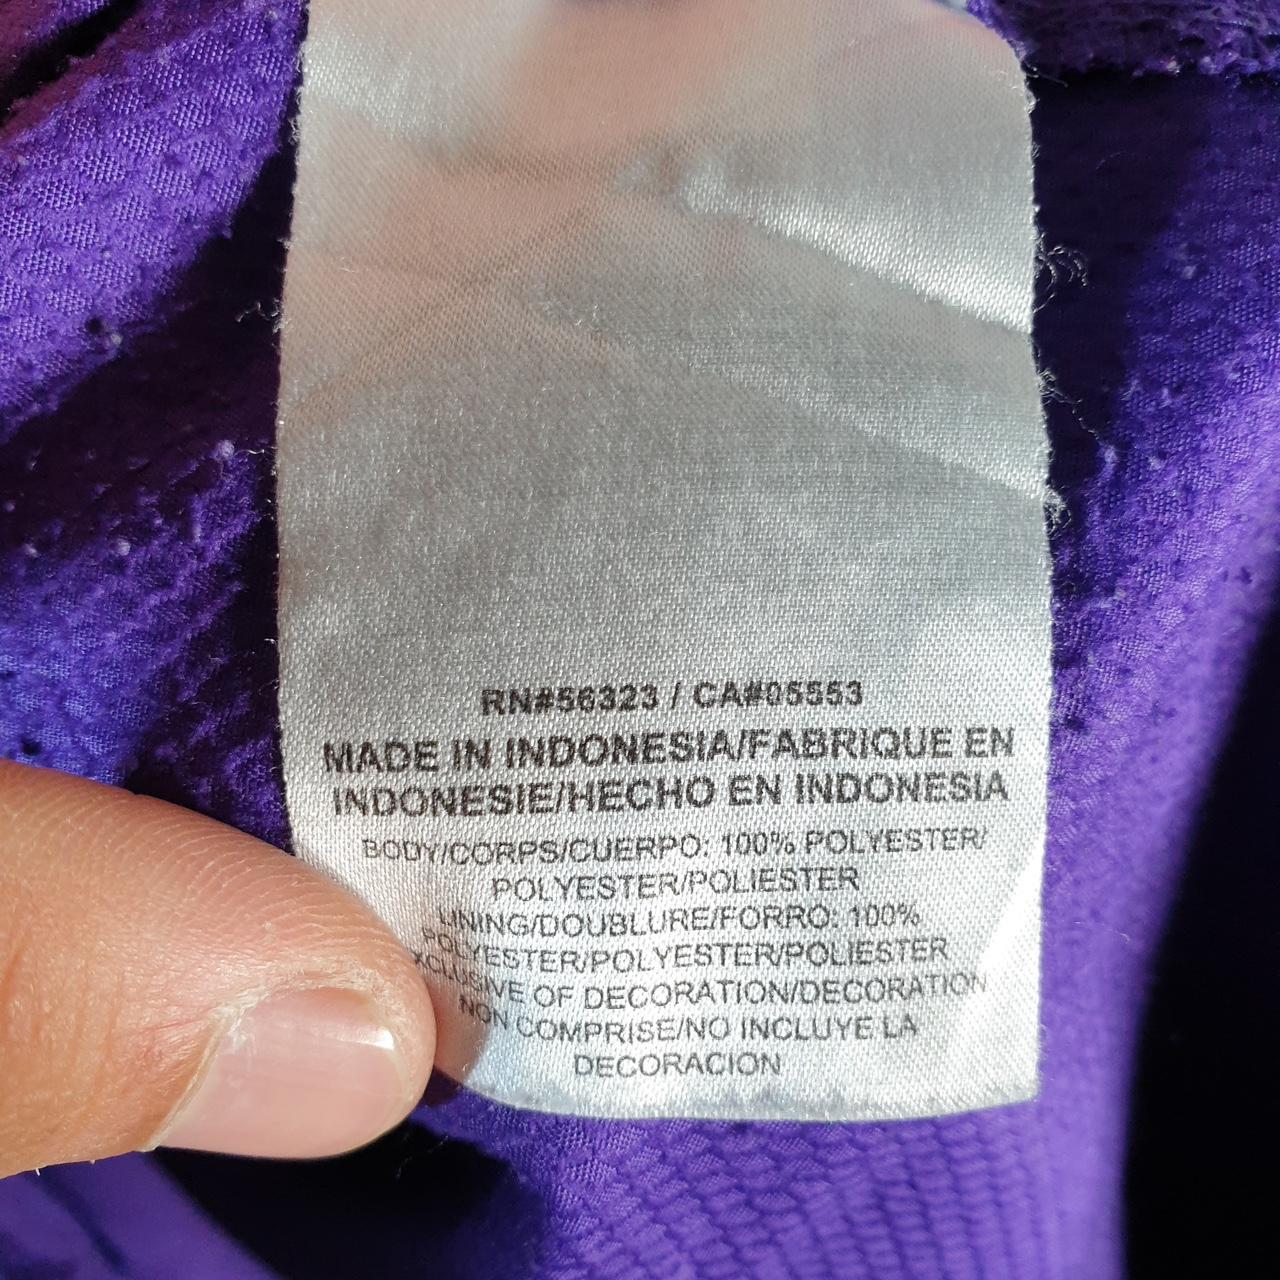 RN#56323 / CA#05553
MADE IN INDONESIA/FABRIQUE EN
INDONESIE/HECHO EN INDONESIA
BODY/CORPS/CUERPO: 100% POLYESTER/
POLYESTER/POLIESTER
LINING/DOUBLURE/FORRO: 100%
POLYESTER/POLYESTER/POLIESTER
XCLUSIVE OF DECORATION/DECORATION
NON COMPRISE/NO INCLUYE LA
DECORACION